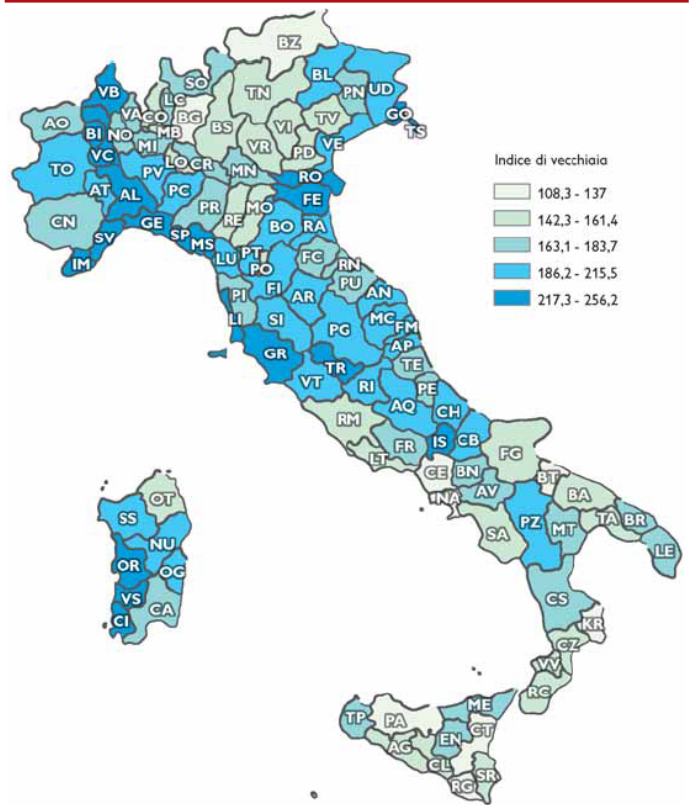 BZ
VB
SO
BL
PN
UD
AO
VA
LC
CO
BG
TN
VI
TV
GO
TS
BI
NO
MB
MI
BS
VR
PD
VE
VC
LO
CR
MN
RO
TO
PV
AT
AL
PC
PR
RE
MO
FE
CN
GE
SV
IM
SP
MS
BO
RA
LU
PT
PO
FC
RN
PU
FI
PI
LI
AR
AN
SI
MC
FM
PG
AP
GR
TR
TE
VT
RI
PE
AQ
CH
RM
FR
IS
CB
LT
FG
CE
BN
BT
NA
AV
BA
OT
SS
PZ
MT
TA
BR
SA
LE
NU
OR
OG
VS
CA
CI
CS
KR
CZ
VV
RC
ME
TP
PA
CT
EN
AG
CL
SR
RG
Indice di vecchiaia
108,3 - 137
142,3 - 161,4
163,1 - 183,7
186,2 - 215,5
217,3 - 256,2